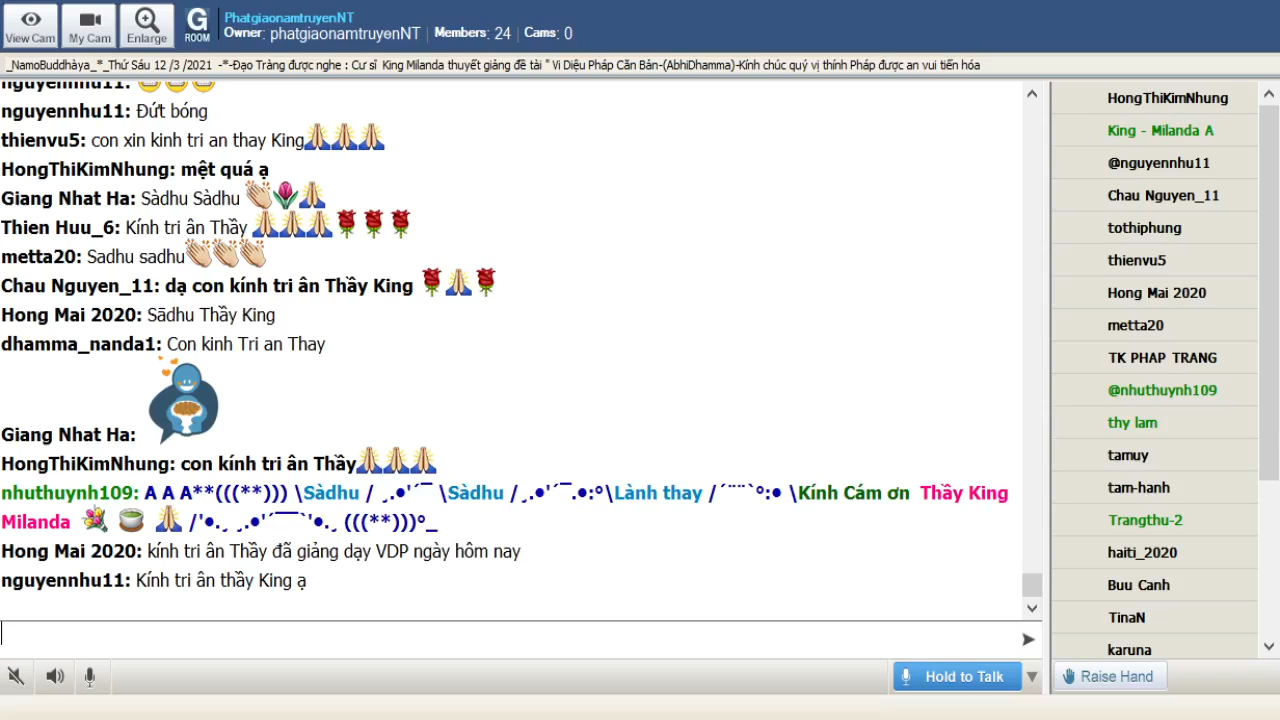 View Cam
My Cam
Enlarge
G
ROOM
PhatgiaonamtruyenNT
Owner: phatgiaonamtruyenNT | Members: 24 | Cams: 0
_NamoBuddhàya_*_Thứ Sáu 12 /3 /2021 -*-Đạo Tràng được nghe : Cư sĩ King Milanda thuyết giảng đề tài " Vi Diệu Pháp Căn Bản-(AbhiDhamma)-Kính chúc quý vị thính Pháp được an vui tiến hóa
nguyennhu11: 😁😁😁
nguyennhu11: Đứt bóng
thienvu5: con xin kinh tri an thay King🙏🙏🙏
HongThiKimNhung: mệt quá ạ
Giang Nhat Ha: Sàdhu Sàdhu 👏🌷🙏
Thien Huu_6: Kính tri ân Thầy 🙏🙏🙏🌹🌹🌹
metta20: Sadhu sadhu👏👏👏
Chau Nguyen_11: dạ con kính tri ân Thầy King 🌹🙏🌹
Hong Mai 2020: Sādhu Thầy King
dhamma_nanda1: Con kinh Tri an Thay
Giang Nhat Ha:
HongThiKimNhung: con kính tri ân Thầy🙏🙏🙏
nhuthuynh109: A A A**(((**))) \Sàdhu / ¸.•'´¯ \Sàdhu /¸.•'´¯.•:°\Lành thay /´¨¨`°:• \Kính Cám ơn Thầy King
Milanda 💐 🍵 🙏 /'•.¸ ¸.•'´¯¯`'•.¸ (((**)))°_
Hong Mai 2020: kính tri ân Thầy đã giảng dạy VDP ngày hôm nay
nguyennhu11: Kính tri ân thầy King ạ
Hold to Talk
HongThiKimNhung
King - Milanda A
@nguyennhu11
Chau Nguyen_11
tothiphung
thienvu5
Hong Mai 2020
metta20
TK PHAP TRANG
@nhuthuynh109
thy lam
tamuy
tam-hanh
Trangthu-2
haiti_2020
Buu Canh
TinaN
karuna
Raise Hand